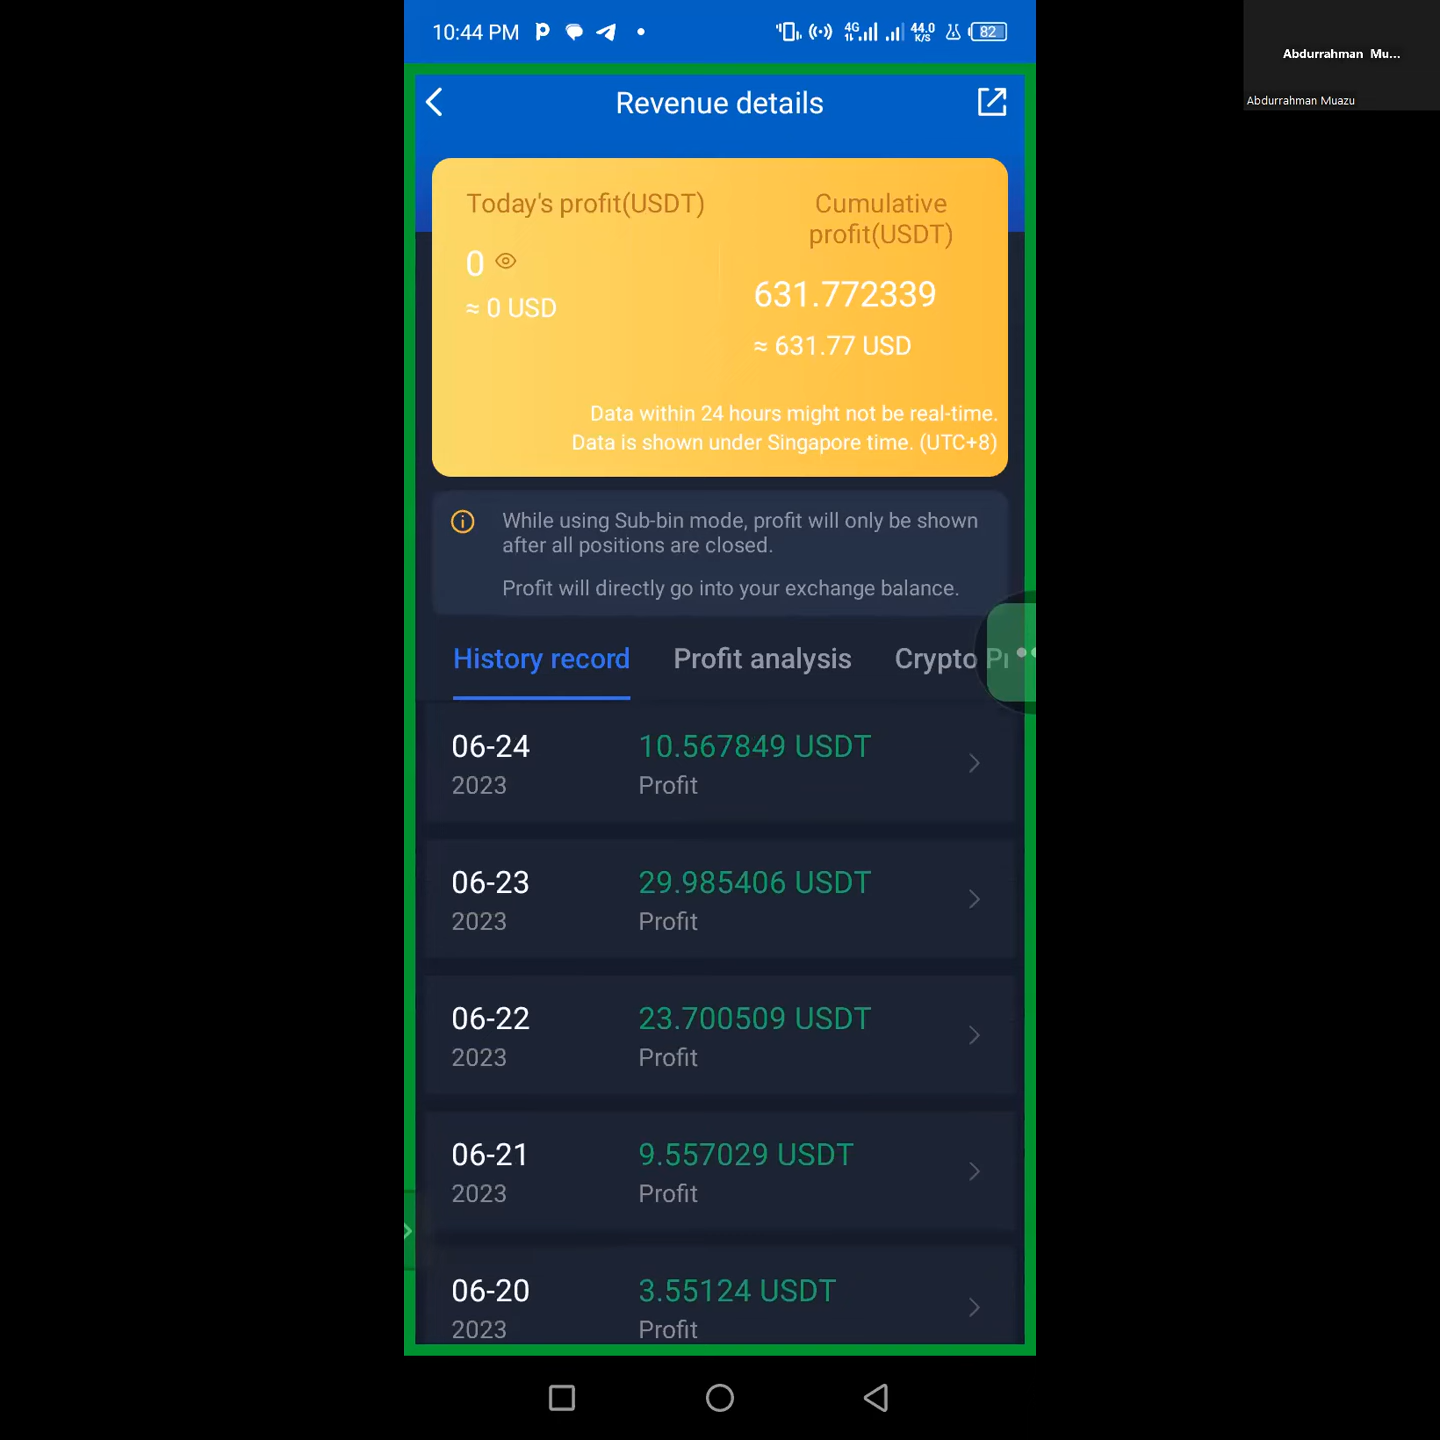 10:44 PM
4G
44.0
K/S
82
Abdurrahman Mu...
Abdurrahman Muazu
Revenue details
Today's profit(USDT)
0
≈ 0 USD
Cumulative
profit(USDT)
631.772339
≈ 631.77 USD
Data within 24 hours might not be real-time.
Data is shown under Singapore time. (UTC+8)
While using Sub-bin mode, profit will only be shown
after all positions are closed.
Profit will directly go into your exchange balance.
History record
Profit analysis
Crypto
06-24
10.567849 USDT
2023
Profit
06-23
29.985406 USDT
2023
Profit
06-22
23.700509 USDT
2023
Profit
06-21
9.557029 USDT
2023
Profit
06-20
3.55124 USDT
2023
Profit